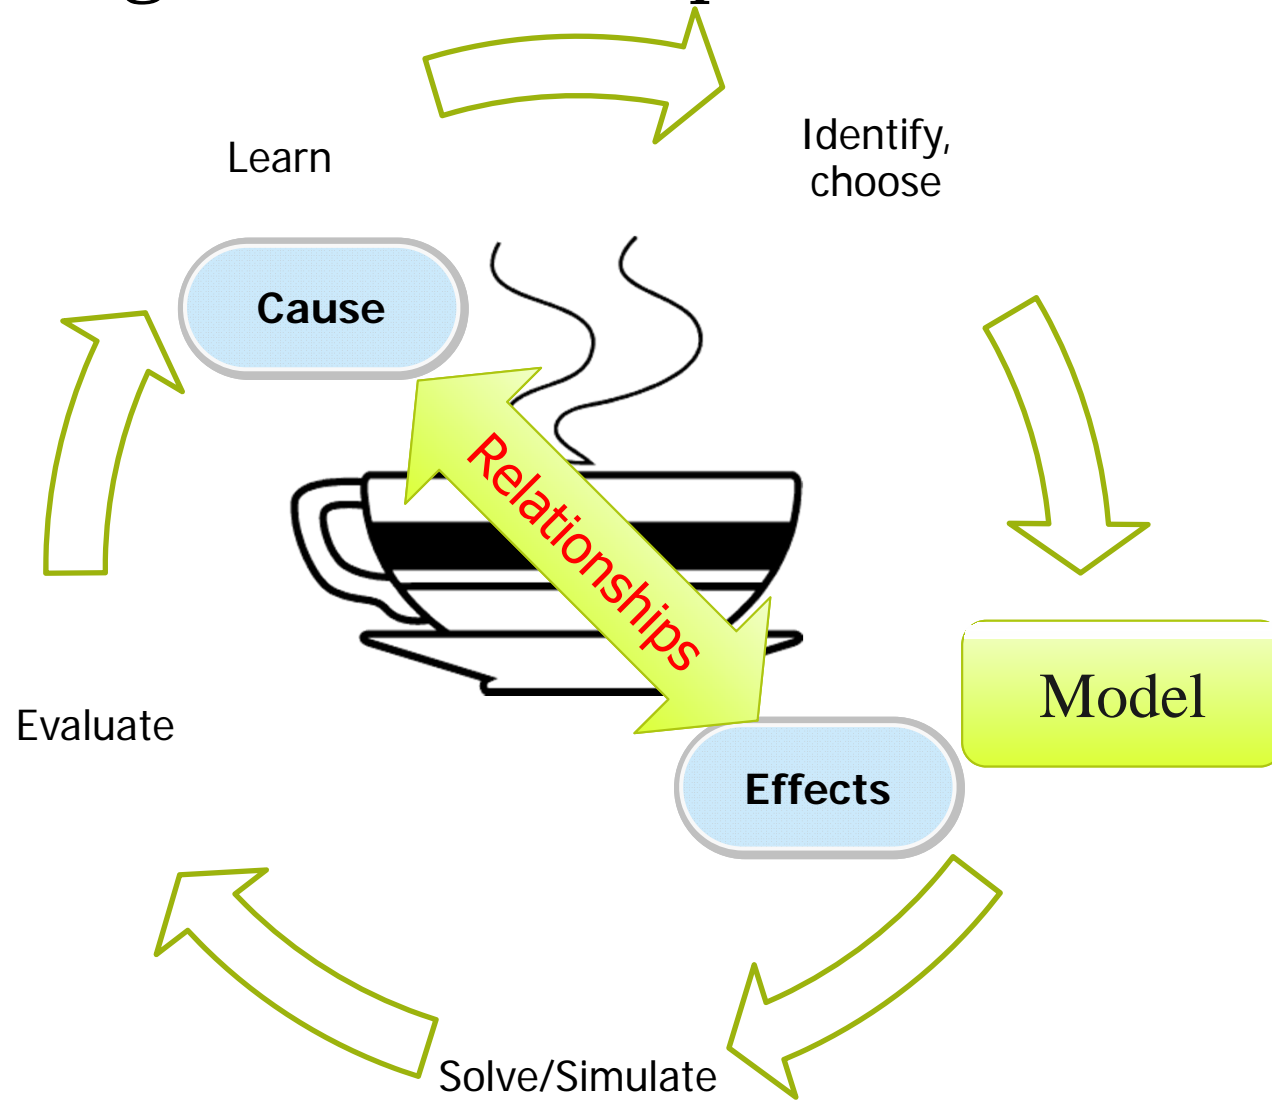 Learn
Identify,
choose
Cause
Relationships
Model
Effects
Evaluate
Solve/Simulate